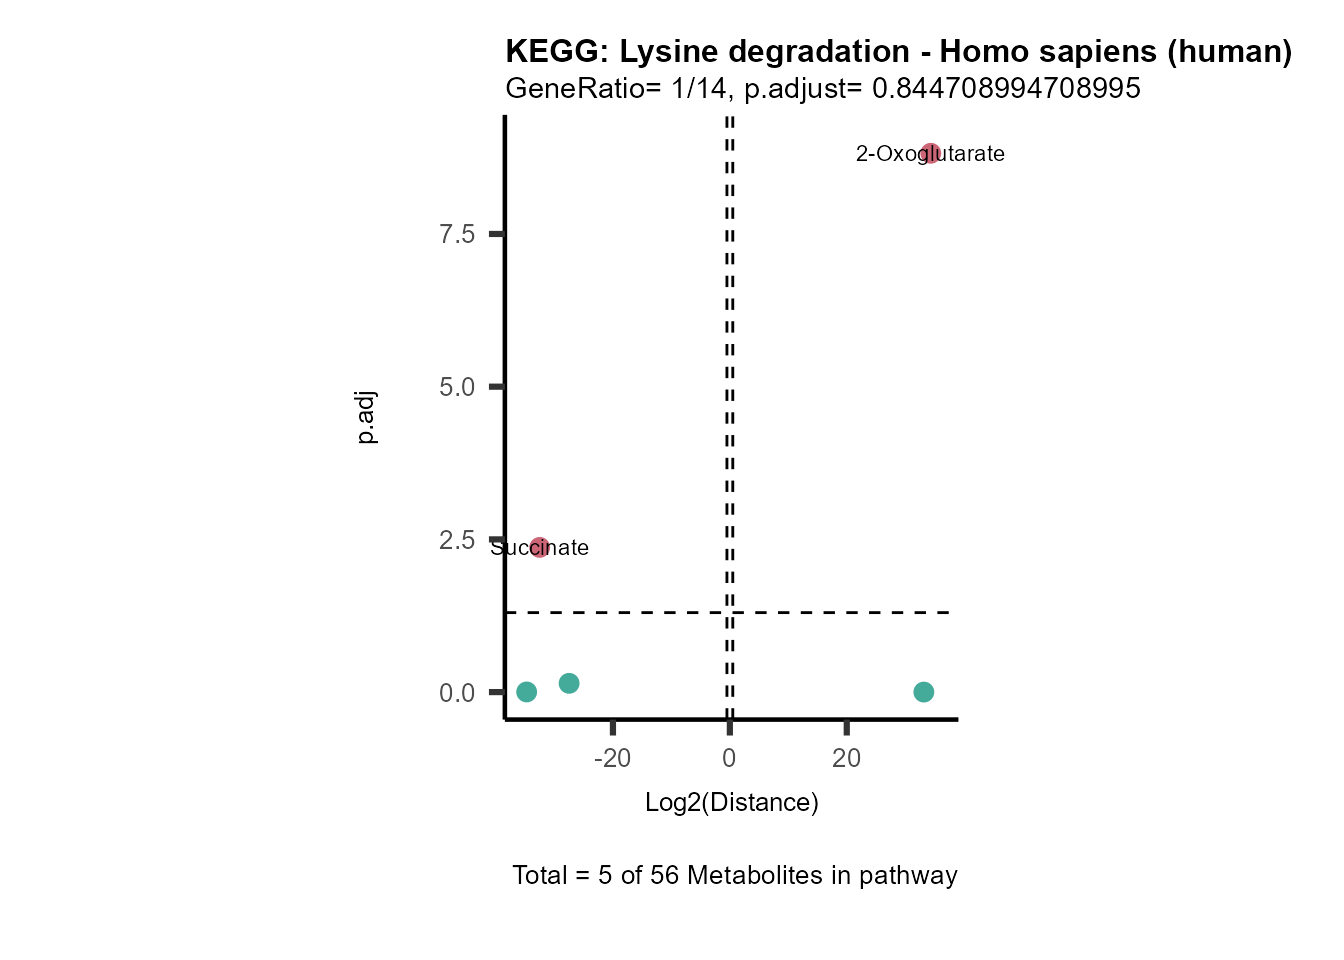 KEGG: Lysine degradation - Homo sapiens (human)
GeneRatio= 1/14, p.adjust= 0.844708994708995
2-Oxoglutarate
7.5
5.0
p.adj
2.5
Succinate
0.0
-20
0
20
Log2(Distance)
Total = 5 of 56 Metabolites in pathway